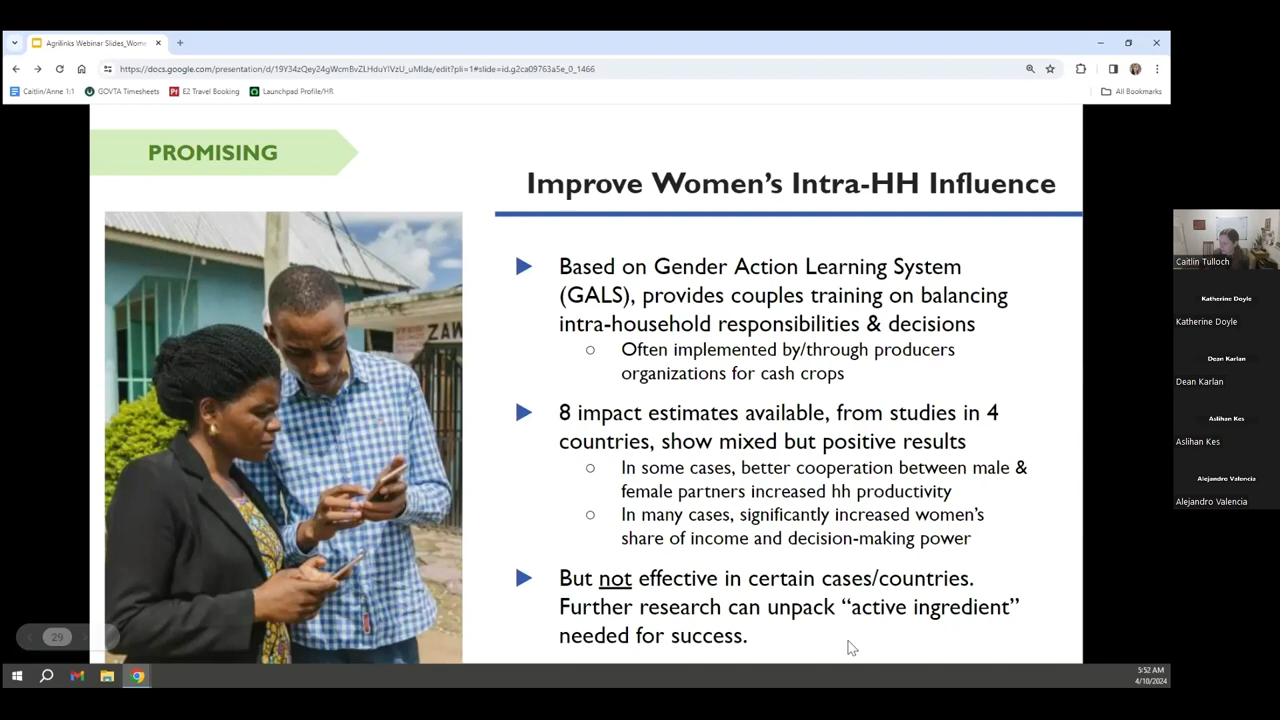 Agrilinks Webinar Slides_Wome
https://docs.google.com/presentation/d/19Y34zQey24gWcmBvZLHduYlVzU_uMlde/edit?pli=1#slide=id.g2ca09763a5e_0_1466
Caitlin/Anne 1:1
GOVTA Timesheets
E2 Travel Booking
Launchpad Profile/HR
All Bookmarks
PROMISING
Improve Women's Intra-HH Influence
ZAW
Based on Gender Action Learning System
(GALS), provides couples training on balancing
intra-household responsibilities & decisions
Often implemented by/through producers
organizations for cash crops
8 impact estimates available, from studies in 4
countries, show mixed but positive results
In some cases, better cooperation between male &
female partners increased hh productivity
In many cases, significantly increased women's
share of income and decision-making power
But not effective in certain cases/countries.
Further research can unpack “active ingredient”
needed for success.
29
Caitlin Tulloch
Katherine Doyle
Katherine Doyle
Dean Karlan
Dean Karlan
Aslihan Kes
Aslihan Kes
Alejandro Valencia
Alejandro Valencia
5:52 AM
4/10/2024